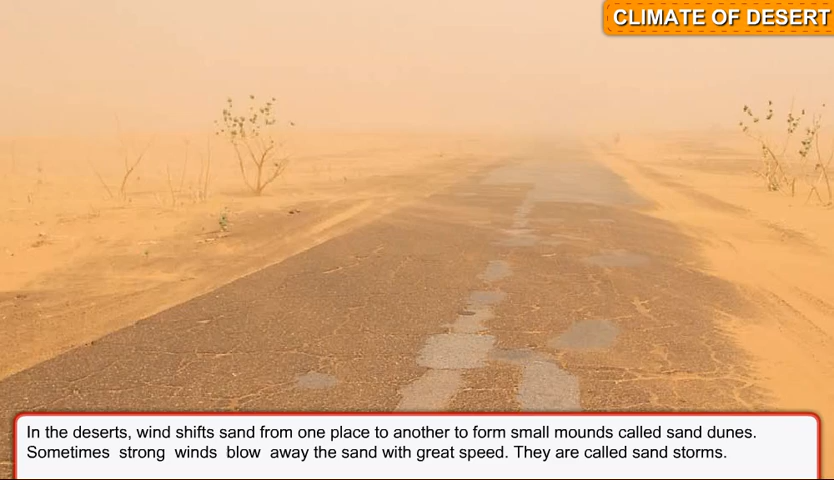 CLIMATE OF DESERT
In the deserts, wind shifts sand from one place to another to form small mounds called sand dunes.
Sometimes strong winds blow away the sand with great speed. They are called sand storms.